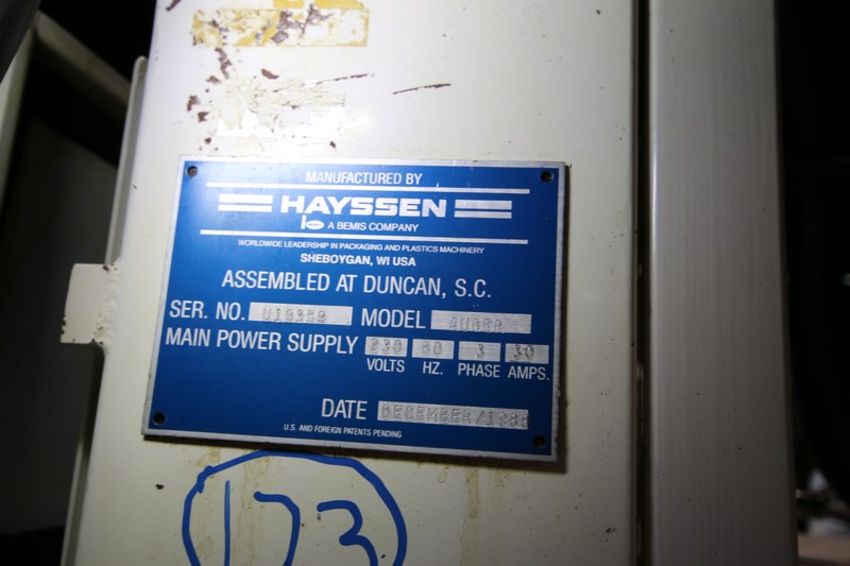 MANUFACTURED BY
HAYSSEN
A BEMIS COMPANY
WORLDWIDE LEADERSHIP IN PACKAGING AND PLASTICS MACHINERY
SHEBOYGAN, WI USA
ASSEMBLED AT DUNCAN, S.C.
SER. NO. MODEL AUGER
MAIN POWER SUPPLY 230 60 3 30
VOLTS HZ. PHASE AMPS.
DATE DECEMBER/
U.S. AND FOREIGN PATENTS PENDING
173